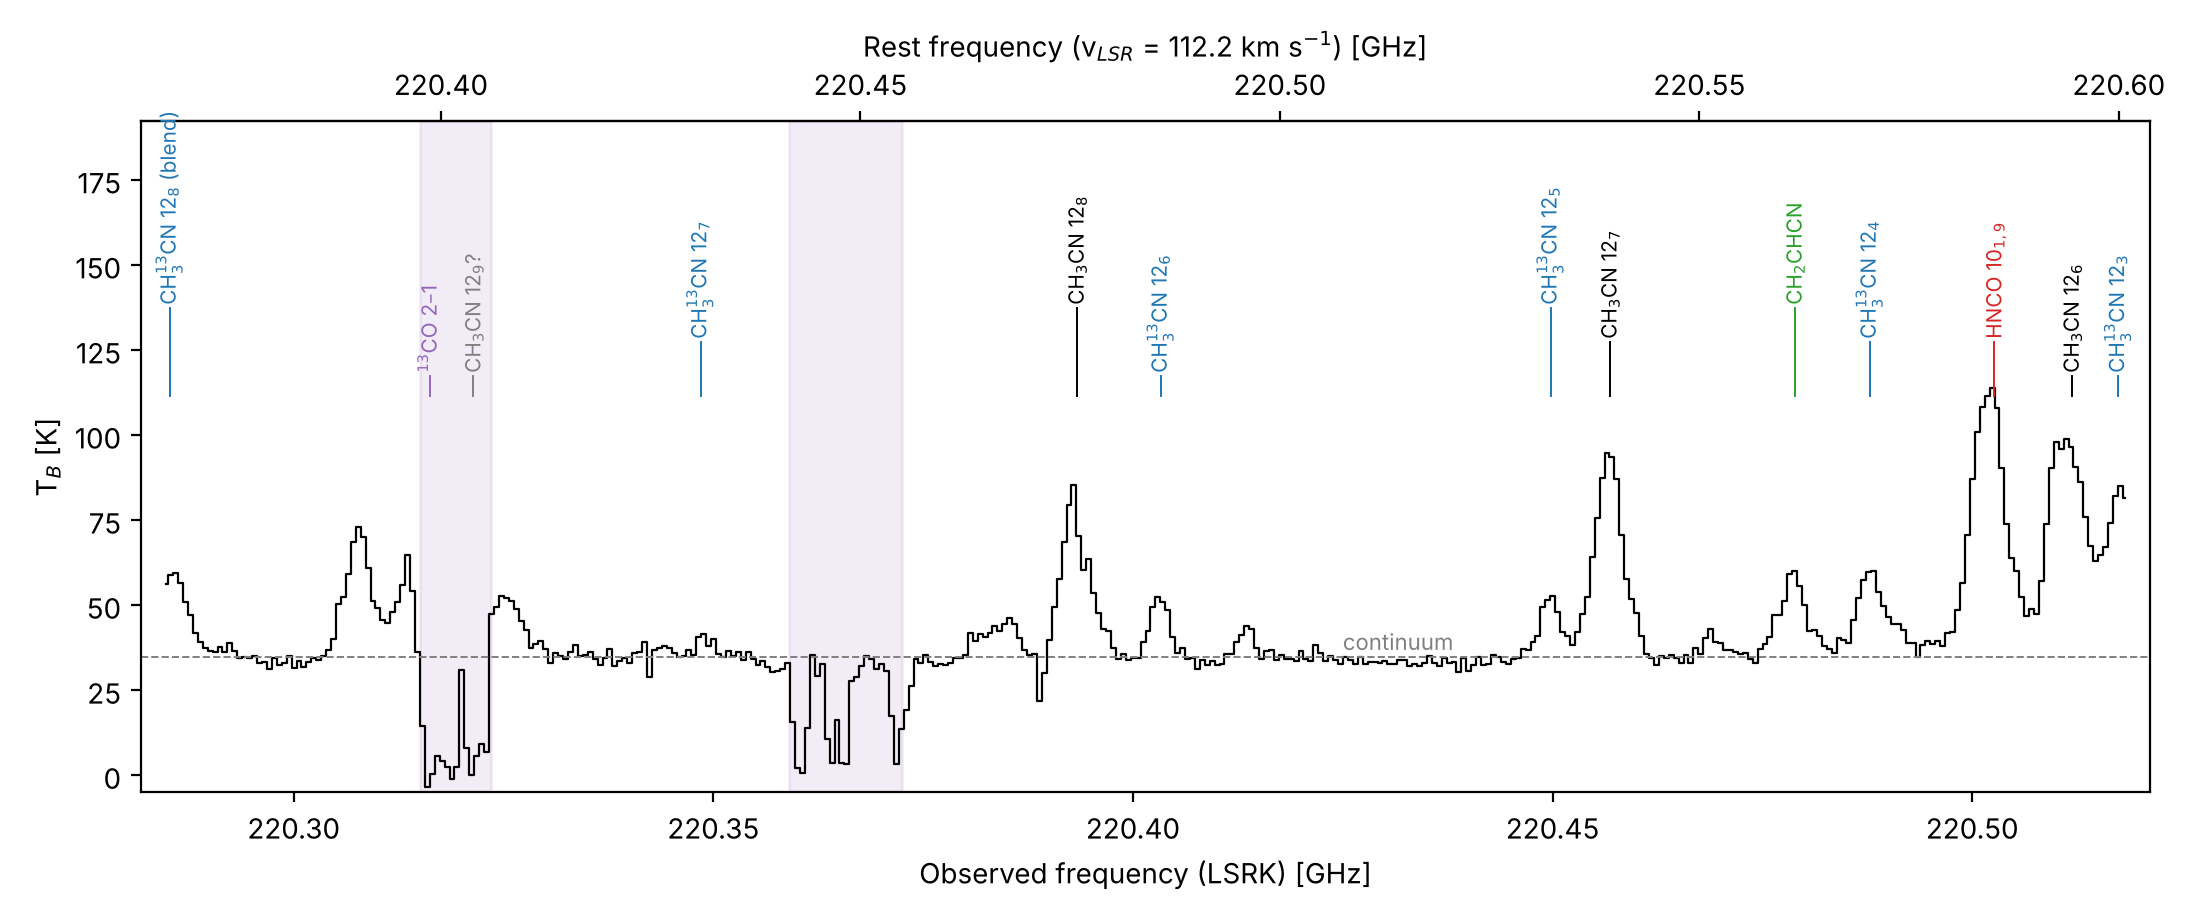 Rest frequency (v_LSR = 112.2 km s⁻¹) [GHz]
220.40 220.45 220.50 220.55 220.60
T_B [K]
175
150
125
100
75
50
25
0
CH₃¹³CN 12₈ (blend)
¹³CO 2–1
CH₃CN 12₉?
CH₃¹³CN 12₇
CH₃CN 12₈
CH₃¹³CN 12₆
CH₃¹³CN 12₅
CH₃CN 12₇
CH₂CHCN
CH₃¹³CN 12₄
HNCO 10₁,₉
CH₃CN 12₆
CH₃¹³CN 12₃
continuum
220.30 220.35 220.40 220.45 220.50
Observed frequency (LSRK) [GHz]